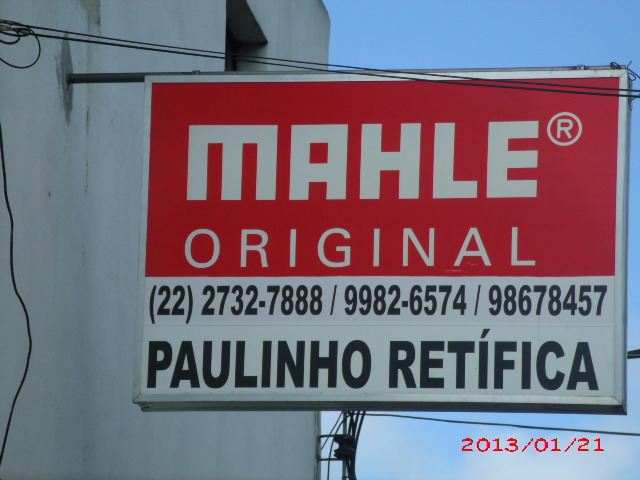 MAHLE®
ORIGINAL
(22) 2732-7888 / 9982-6574 / 98678457
PAULINHO RETÍFICA
2013/01/21